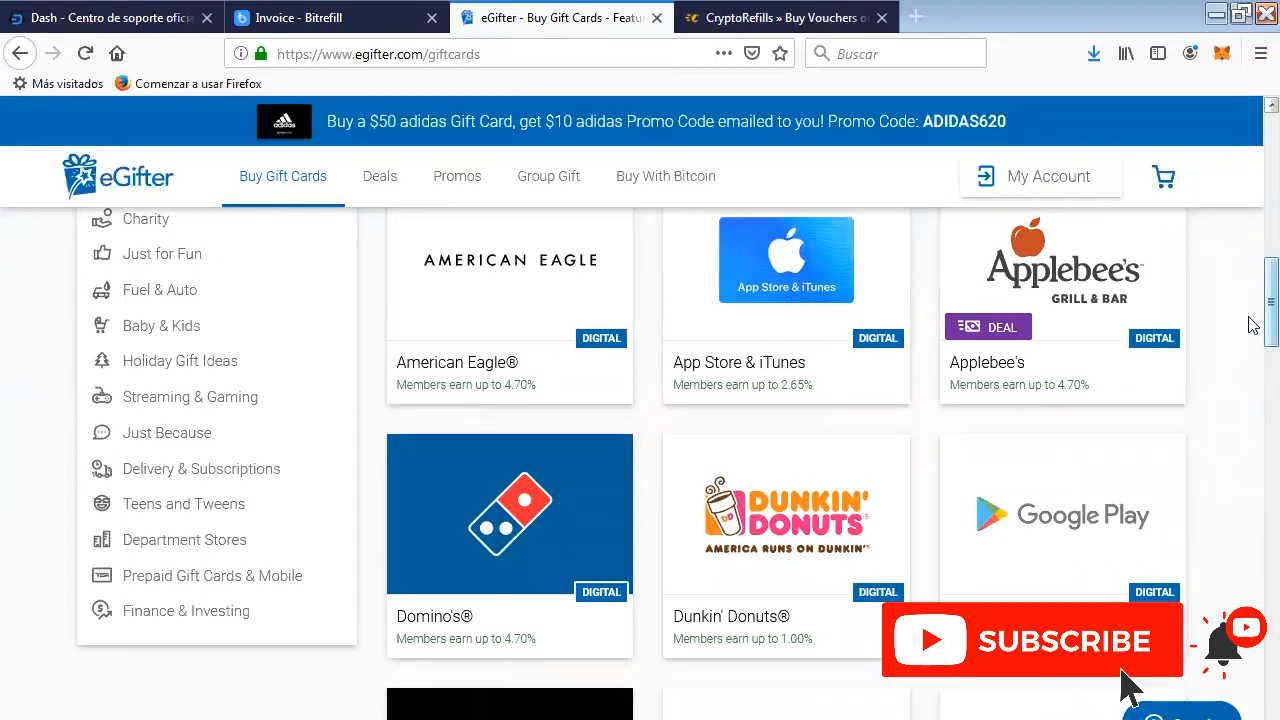 Dash - Centro de soporte oficia
Invoice - Bitrefill
eGifter - Buy Gift Cards - Featu
CryptoRefills » Buy Vouchers o
https://www.egifter.com/giftcards
Buscar
Más visitados
Comenzar a usar Firefox
adidas
Buy a $50 adidas Gift Card, get $10 adidas Promo Code emailed to you! Promo Code: ADIDAS620
eGifter
Buy Gift Cards
Deals
Promos
Group Gift
Buy With Bitcoin
My Account
Charity
Just for Fun
Fuel & Auto
Baby & Kids
Holiday Gift Ideas
Streaming & Gaming
Just Because
Delivery & Subscriptions
Teens and Tweens
Department Stores
VISA
Prepaid Gift Cards & Mobile
Finance & Investing
AMERICAN EAGLE
DIGITAL
American Eagle®
Members earn up to 4.70%
App Store & iTunes
DIGITAL
App Store & iTunes
Members earn up to 2.65%
Applebee's
GRILL & BAR
DEAL
DIGITAL
Applebee's
Members earn up to 4.70%
DIGITAL
Domino's®
Members earn up to 4.70%
DUNKIN'
DONUTS
AMERICA RUNS ON DUNKIN'
DIGITAL
Dunkin' Donuts®
Members earn up to 1.00%
Google Play
DIGITAL
SUBSCRIBE